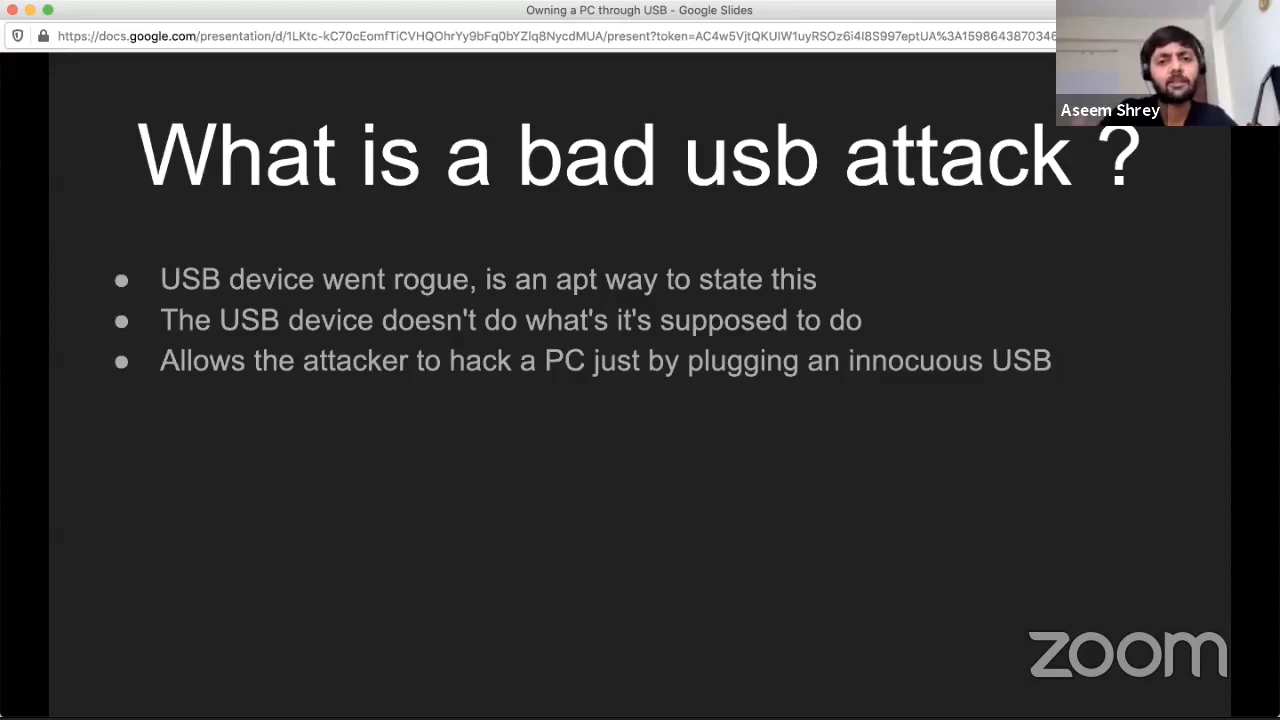 Owning a PC through USB - Google Slides
https://docs.google.com/presentation/d/1LKtc-kC70cEomfTiCVHQOhrYy9bFq0bYZlq8NycdMUA/present?token=AC4w5VjtQKUIW1uyRSOz6i4I8S997eptUA%3A1598643870346
Aseem Shrey
What is a bad usb attack ?
● USB device went rogue, is an apt way to state this
● The USB device doesn't do what's it's supposed to do
● Allows the attacker to hack a PC just by plugging an innocuous USB
zoom